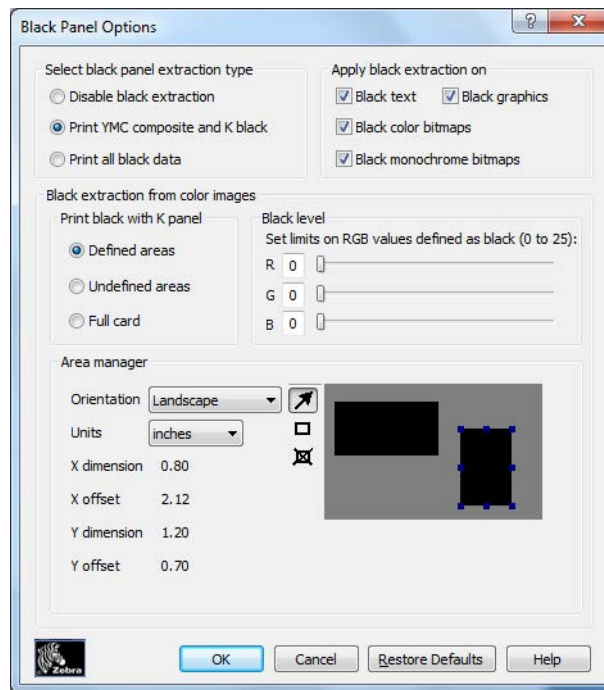 Black Panel Options
Select black panel extraction type
Disable black extraction
Print YMC composite and K black
Print all black data
Apply black extraction on
Black text Black graphics
Black color bitmaps
Black monochrome bitmaps
Black extraction from color images
Print black with K panel
Defined areas
Undefined areas
Full card
Black level
Set limits on RGB values defined as black (0 to 25):
R 0
G 0
B 0
Area manager
Orientation Landscape
Units inches
X dimension 0.80
X offset 2.12
Y dimension 1.20
Y offset 0.70
Zebra OK Cancel Restore Defaults Help